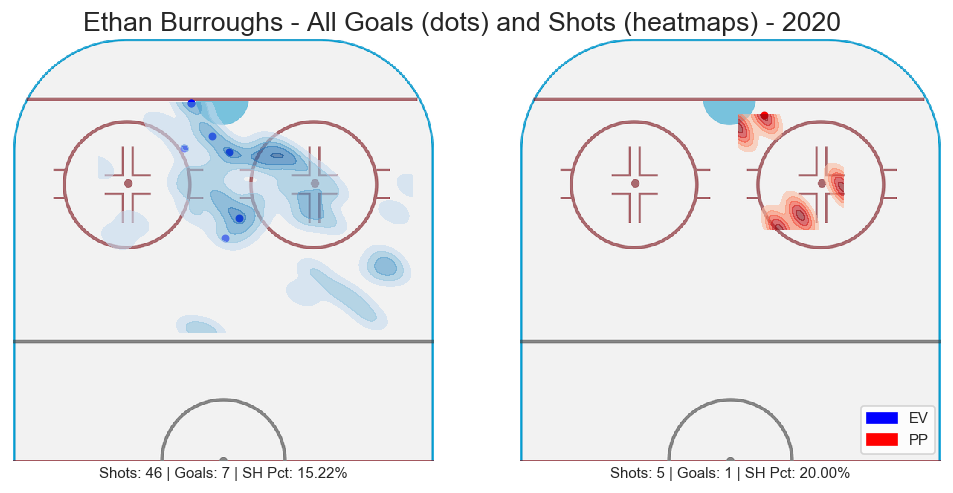 Ethan Burroughs - All Goals (dots) and Shots (heatmaps) - 2020
EV
PP
Shots: 46 | Goals: 7 | SH Pct: 15.22%
Shots: 5 | Goals: 1 | SH Pct: 20.00%